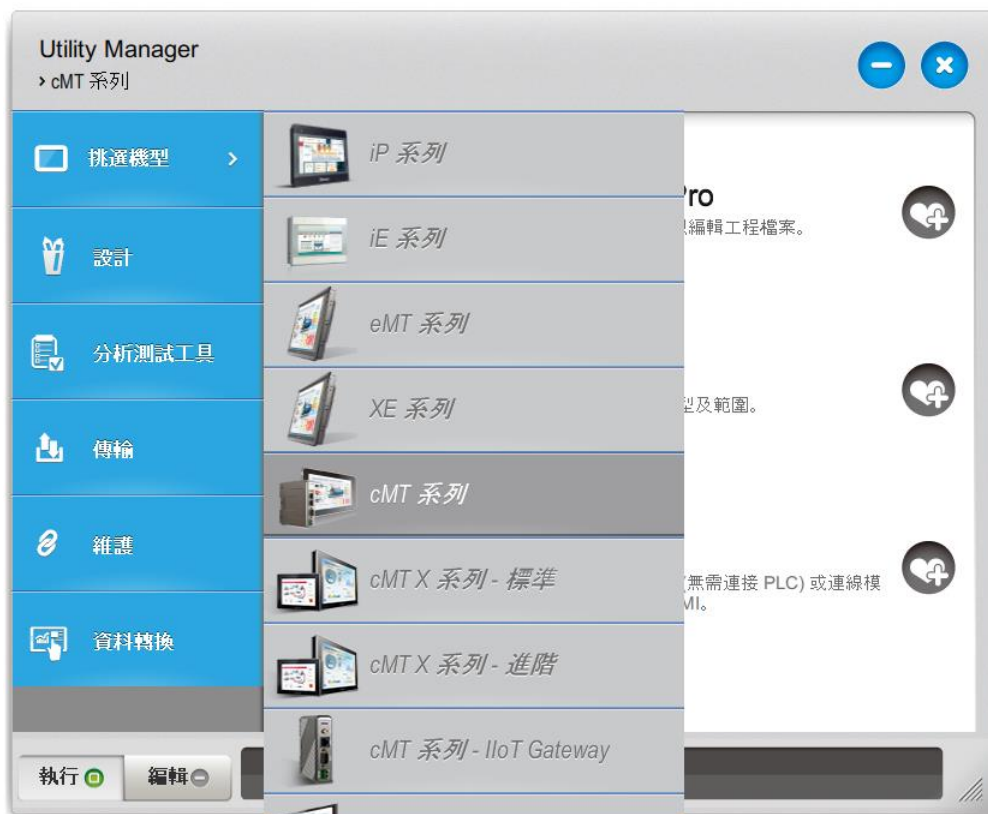 Utility Manager
› cMT 系列
挑選機型 ›
設計
分析測試工具
傳輸
維護
資料轉換
iP 系列
iE 系列
eMT 系列
XE 系列
cMT 系列
cMT X 系列 - 標準
cMT X 系列 - 進階
cMT 系列 - IIoT Gateway
ro
編輯工程檔案。
型及範圍。
(無需連接 PLC) 或連線模
MI。
執行
編輯